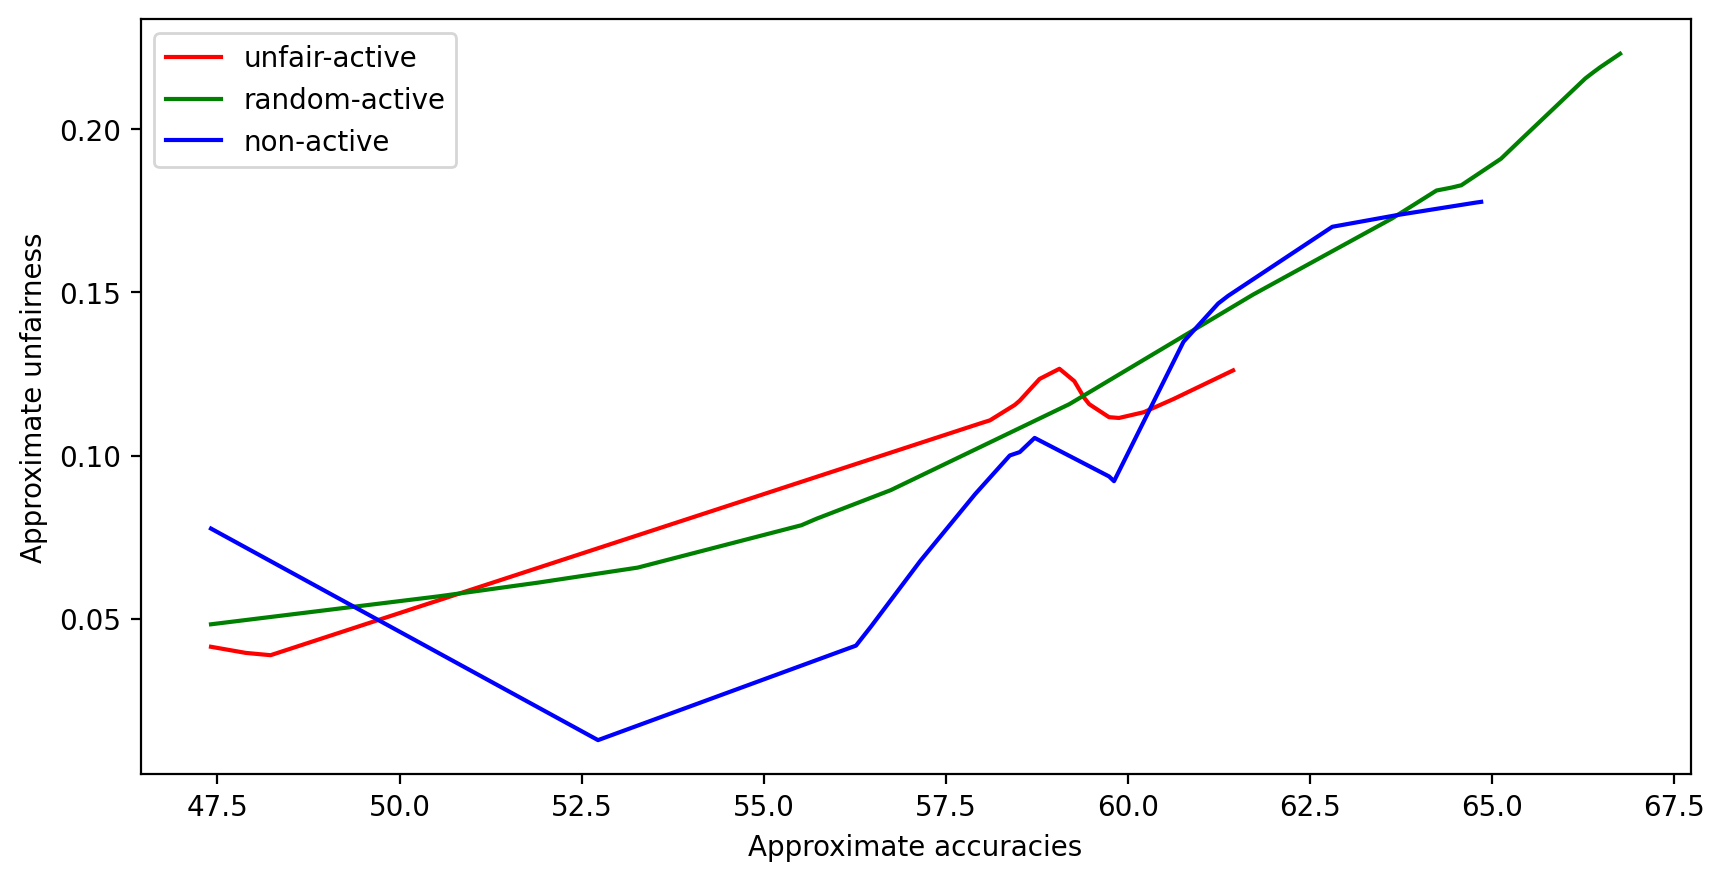 unfair-active
random-active
non-active
0.20
0.15
0.10
0.05
Approximate unfairness
47.5 50.0 52.5 55.0 57.5 60.0 62.5 65.0 67.5
Approximate accuracies